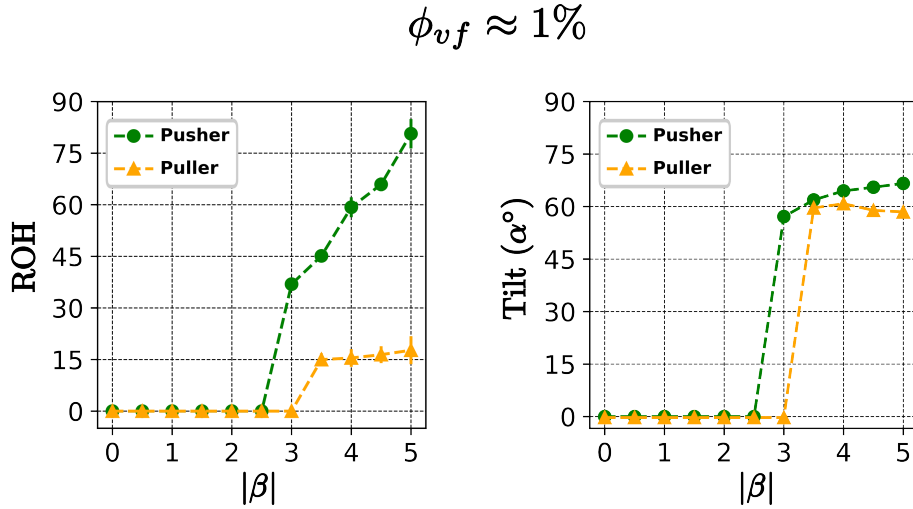 ϕvf ≈ 1%
90
75
60
45
30
15
0
ROH
Pusher
Puller
0 1 2 3 4 5
|β|
90
75
60
45
30
15
0
Tilt (α°)
Pusher
Puller
0 1 2 3 4 5
|β|